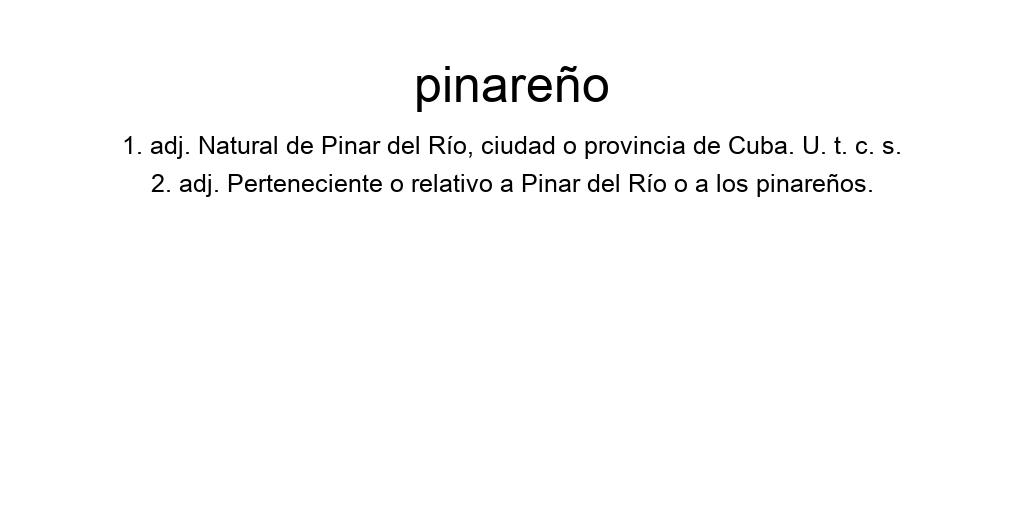 pinareño
1. adj. Natural de Pinar del Río, ciudad o provincia de Cuba. U. t. c. s.
2. adj. Perteneciente o relativo a Pinar del Río o a los pinareños.